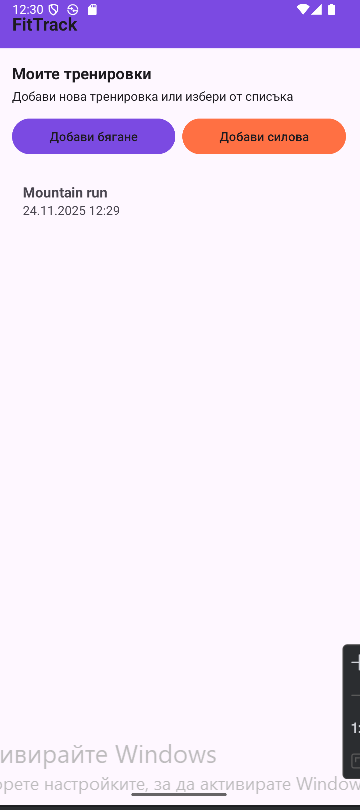 12:30
FitTrack
Моите тренировки
Добави нова тренировка или избери от списъка
Добави бягане
Добави силова
Mountain run
24.11.2025 12:29
1:
ивирайте Windows
орете настройките, за да активирате Window